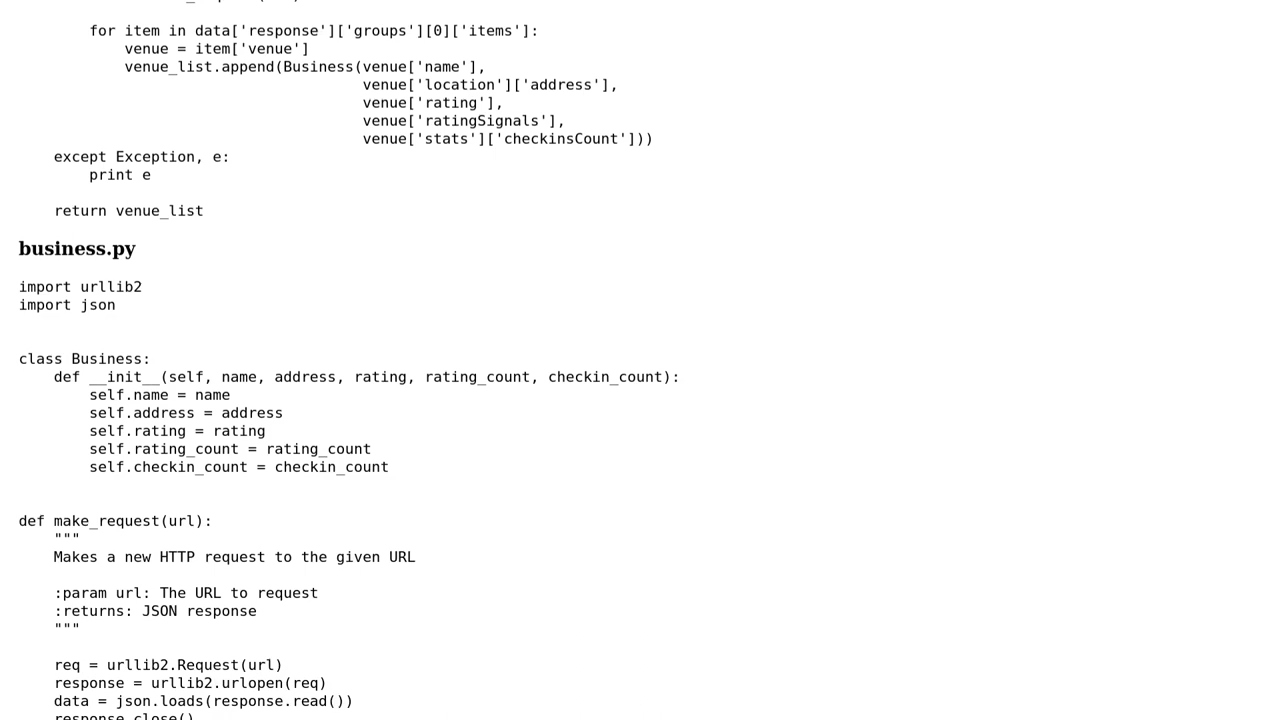 for item in data['response']['groups'][0]['items']:
venue = item['venue']
venue_list.append(Business(venue['name'],
venue['location']['address'],
venue['rating'],
venue['ratingSignals'],
venue['stats']['checkinsCount']))
except Exception, e:
print e
return venue_list
business.py
import urllib2
import json
class Business:
def __init__(self, name, address, rating, rating_count, checkin_count):
self.name = name
self.address = address
self.rating = rating
self.rating_count = rating_count
self.checkin_count = checkin_count
def make_request(url):
"""
Makes a new HTTP request to the given URL
:param url: The URL to request
:returns: JSON response
"""
req = urllib2.Request(url)
response = urllib2.urlopen(req)
data = json.loads(response.read())
response.close()